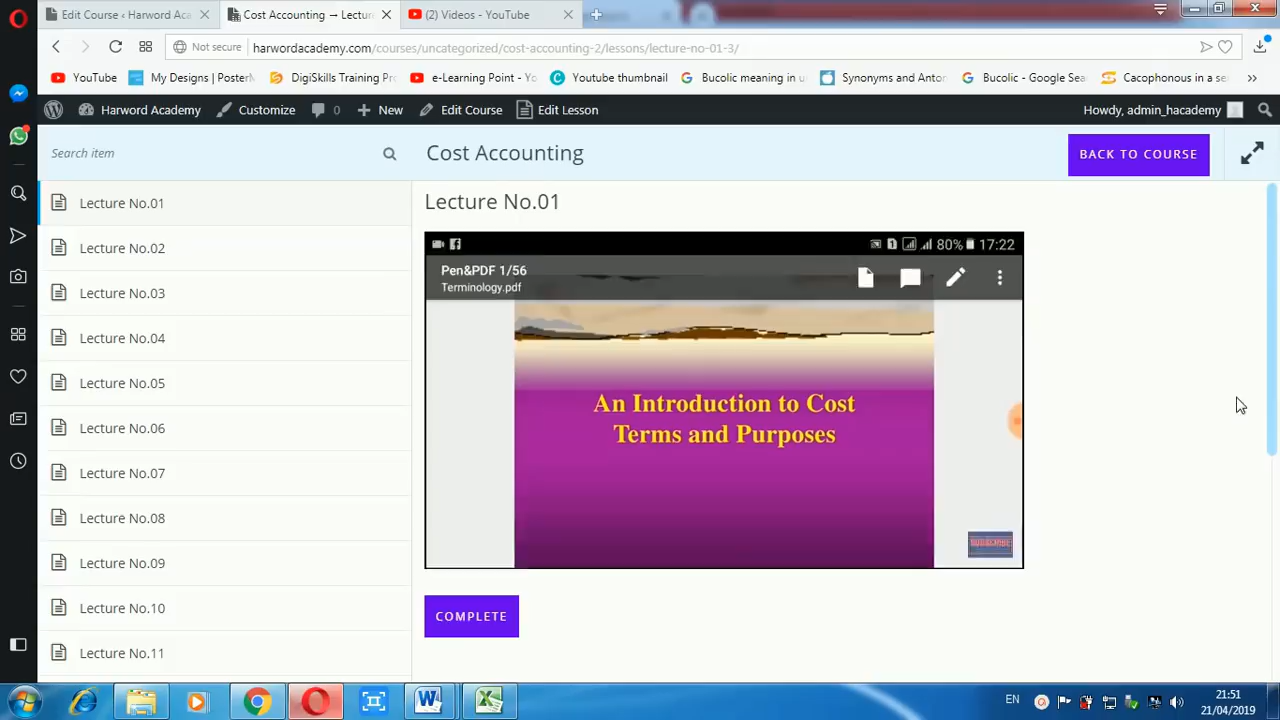 Edit Course ‹ Harword Aca
Cost Accounting → Lectur
(2) Videos - YouTube
Not secure
harwordacademy.com/courses/uncategorized/cost-accounting-2/lessons/lecture-no-01-3/
YouTube
My Designs | PosterM
DigiSkills Training Pr
e-Learning Point - Yo
Youtube thumbnail
Bucolic meaning in u
Synonyms and Anton
Bucolic - Google Sea
Cacophonous in a se
Harword Academy
Customize
0
New
Edit Course
Edit Lesson
Howdy, admin_hacademy
Search item
Cost Accounting
BACK TO COURSE
Lecture No.01
Lecture No.02
Lecture No.03
Lecture No.04
Lecture No.05
Lecture No.06
Lecture No.07
Lecture No.08
Lecture No.09
Lecture No.10
Lecture No.11
Lecture No.01
80% 17:22
Pen&PDF 1/56
Terminology.pdf
An Introduction to Cost
Terms and Purposes
SUBSCRIBE
COMPLETE
EN
21:51
21/04/2019